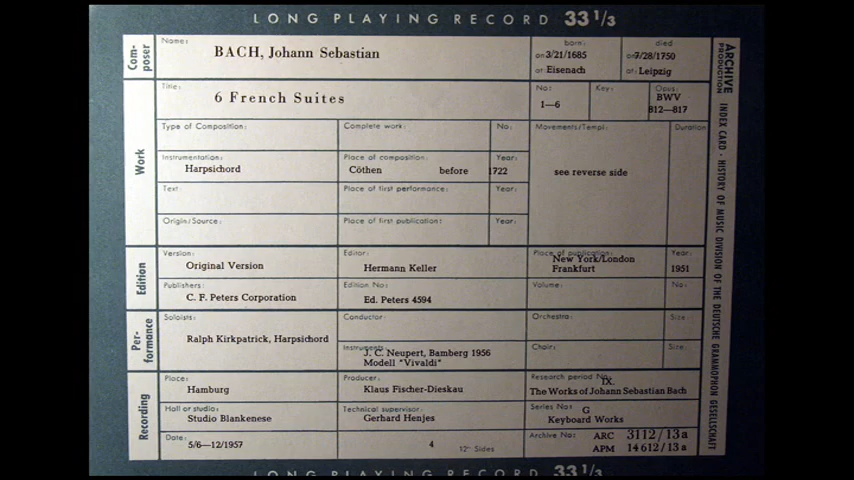 LONG PLAYING RECORD 33 1/3
Composer
Name:
BACH, Johann Sebastian
born:
on 3/21/1685
at: Eisenach
died
on 7/28/1750
at: Leipzig
Work
Title:
6 French Suites
No:
1—6
Key:
Opus:
BWV
812—817
Type of Composition:
Complete work:
No:
Movements/Tempi:
Duration
see reverse side
Instrumentation:
Harpsichord
Place of composition:
Cöthen before
Year:
1722
Text:
Place of first performance:
Year:
Origin/Source:
Place of first publication:
Year:
Edition
Version:
Original Version
Editor:
Hermann Keller
Place of publication:
New York/London
Frankfurt
Year:
1951
Publishers:
C. F. Peters Corporation
Edition No:
Ed. Peters 4594
Volume:
No:
Per-
formance
Soloists:
Ralph Kirkpatrick, Harpsichord
Conductor:
Orchestra:
Size:
Instruments:
J. C. Neupert, Bamberg 1956
Modell "Vivaldi"
Choir:
Size:
Recording
Place:
Hamburg
Producer:
Klaus Fischer-Dieskau
Research period No:
IX.
The Works of Johann Sebastian Bach
Hall or studio:
Studio Blankenese
Technical supervisor:
Gerhard Henjes
Series No:
G
Keyboard Works
Date:
5/6—12/1957
4
12" Sides
Archive No:
ARC 3112/13a
APM 14612/13a
ARCHIVE
PRODUCTION
INDEX CARD - HISTORY OF MUSIC DIVISION OF THE DEUTSCHE GRAMMOPHON GESELLSCHAFT
LONG PLAYING RECORD 33 1/3